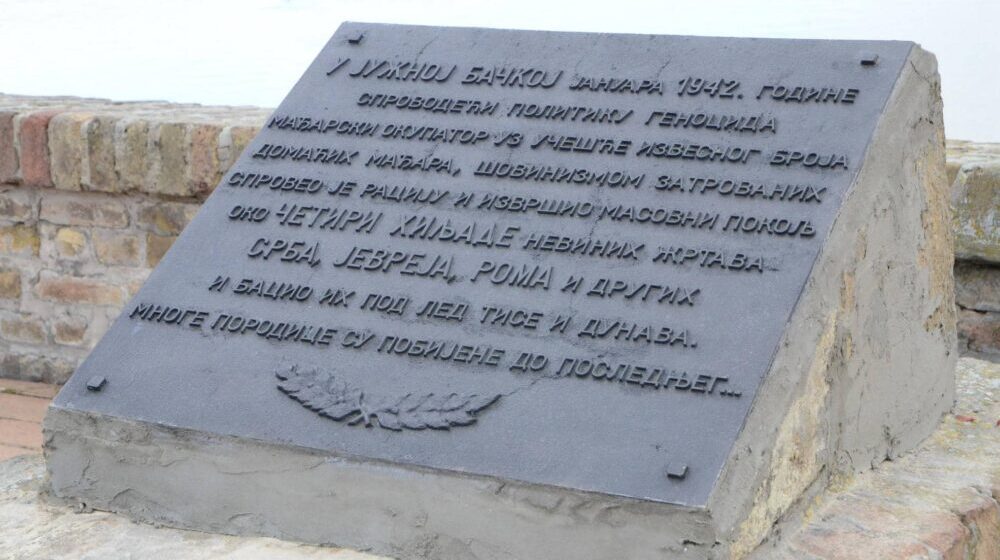 У ЈУЖНОЈ БАЧКОЈ ЈАНУАРА 1942. ГОДИНЕ
СПРОВОДЕЋИ ПОЛИТИКУ ГЕНОЦИДА
МАЂАРСКИ ОКУПАТОР УЗ УЧЕШЋЕ ИЗВЕСНОГ БРОЈА
ДОМАЋИХ МАЂАРА, ШОВИНИЗМОМ ЗАТРОВАНИХ
СПРОВЕО ЈЕ РАЦИЈУ И ИЗВРШИО МАСОВНИ ПОКОЉ
ОКО ЧЕТИРИ ХИЉАДЕ НЕВИНИХ ЖРТАВА
СРБА, ЈЕВРЕЈА, РОМА И ДРУГИХ
И БАЦИО ИХ ПОД ЛЕД ТИСЕ И ДУНАВА.
МНОГЕ ПОРОДИЦЕ СУ ПОБИЈЕНЕ ДО ПОСЛЕДЊЕГ...